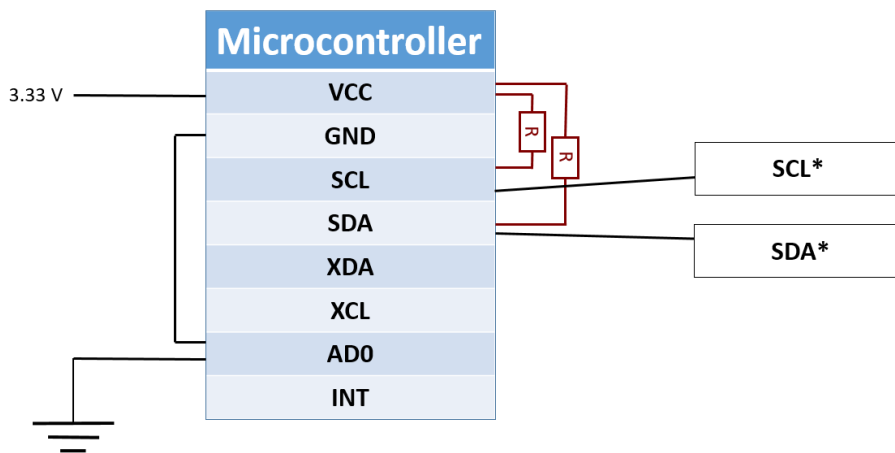 Microcontroller
3.33 V
VCC
GND
R
R
SCL
SCL*
SDA
SDA*
XDA
XCL
AD0
INT